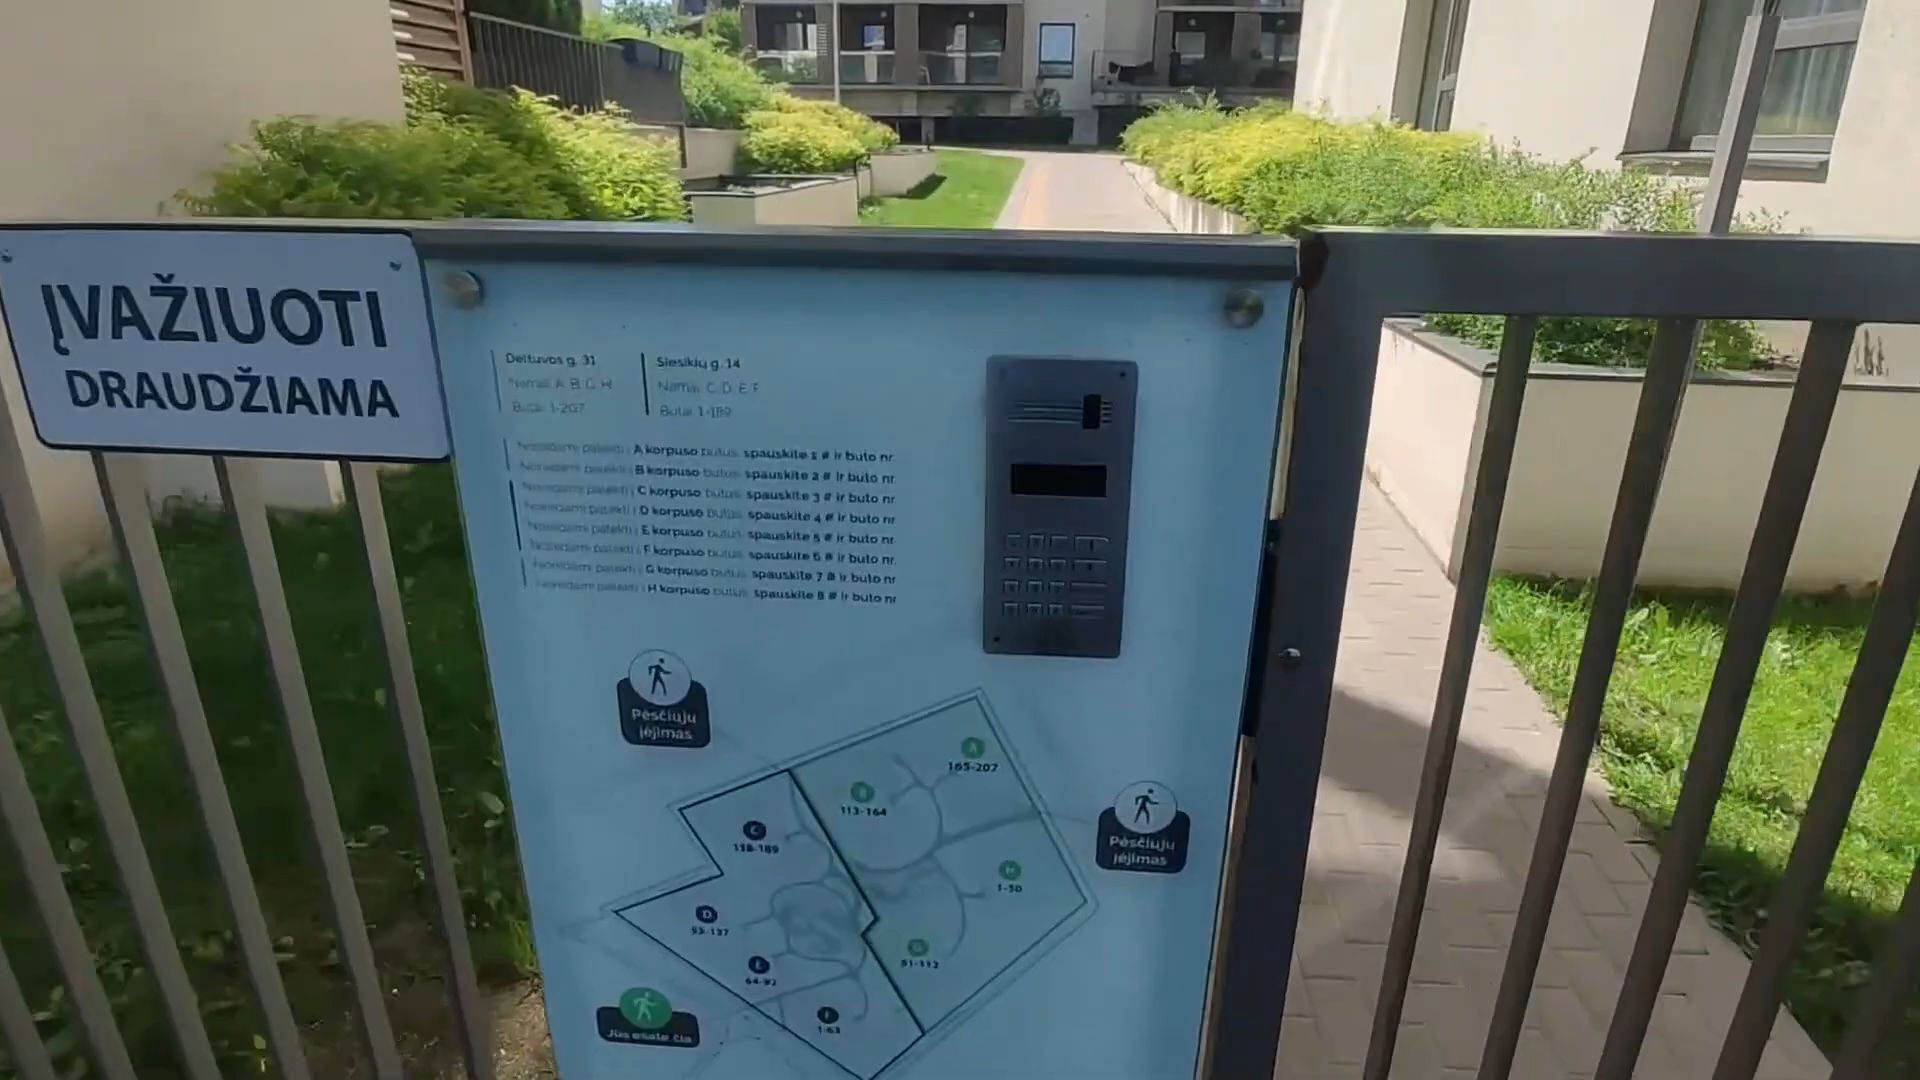 ĮVAŽIUOTI
DRAUDŽIAMA
Deltuvos g. 31
Namai A, B, G, H
Butai 1-207
Siesikių g. 14
Namai C, D, E, F
Butai 1-189
Norėdami patekti į A korpuso butus spauskite 1 # ir buto nr.
Norėdami patekti į B korpuso butus spauskite 2 # ir buto nr.
Norėdami patekti į C korpuso butus spauskite 3 # ir buto nr.
Norėdami patekti į D korpuso butus spauskite 4 # ir buto nr.
Norėdami patekti į E korpuso butus spauskite 5 # ir buto nr.
Norėdami patekti į F korpuso butus spauskite 6 # ir buto nr.
Norėdami patekti į G korpuso butus spauskite 7 # ir buto nr.
Norėdami patekti į H korpuso butus spauskite 8 # ir buto nr.
Pėsčiųjų
įėjimas
A
165-207
B
113-164
C
138-189
Pėsčiųjų
įėjimas
H
1-50
D
93-137
G
51-112
E
64-92
F
1-63
Jūs esate čia